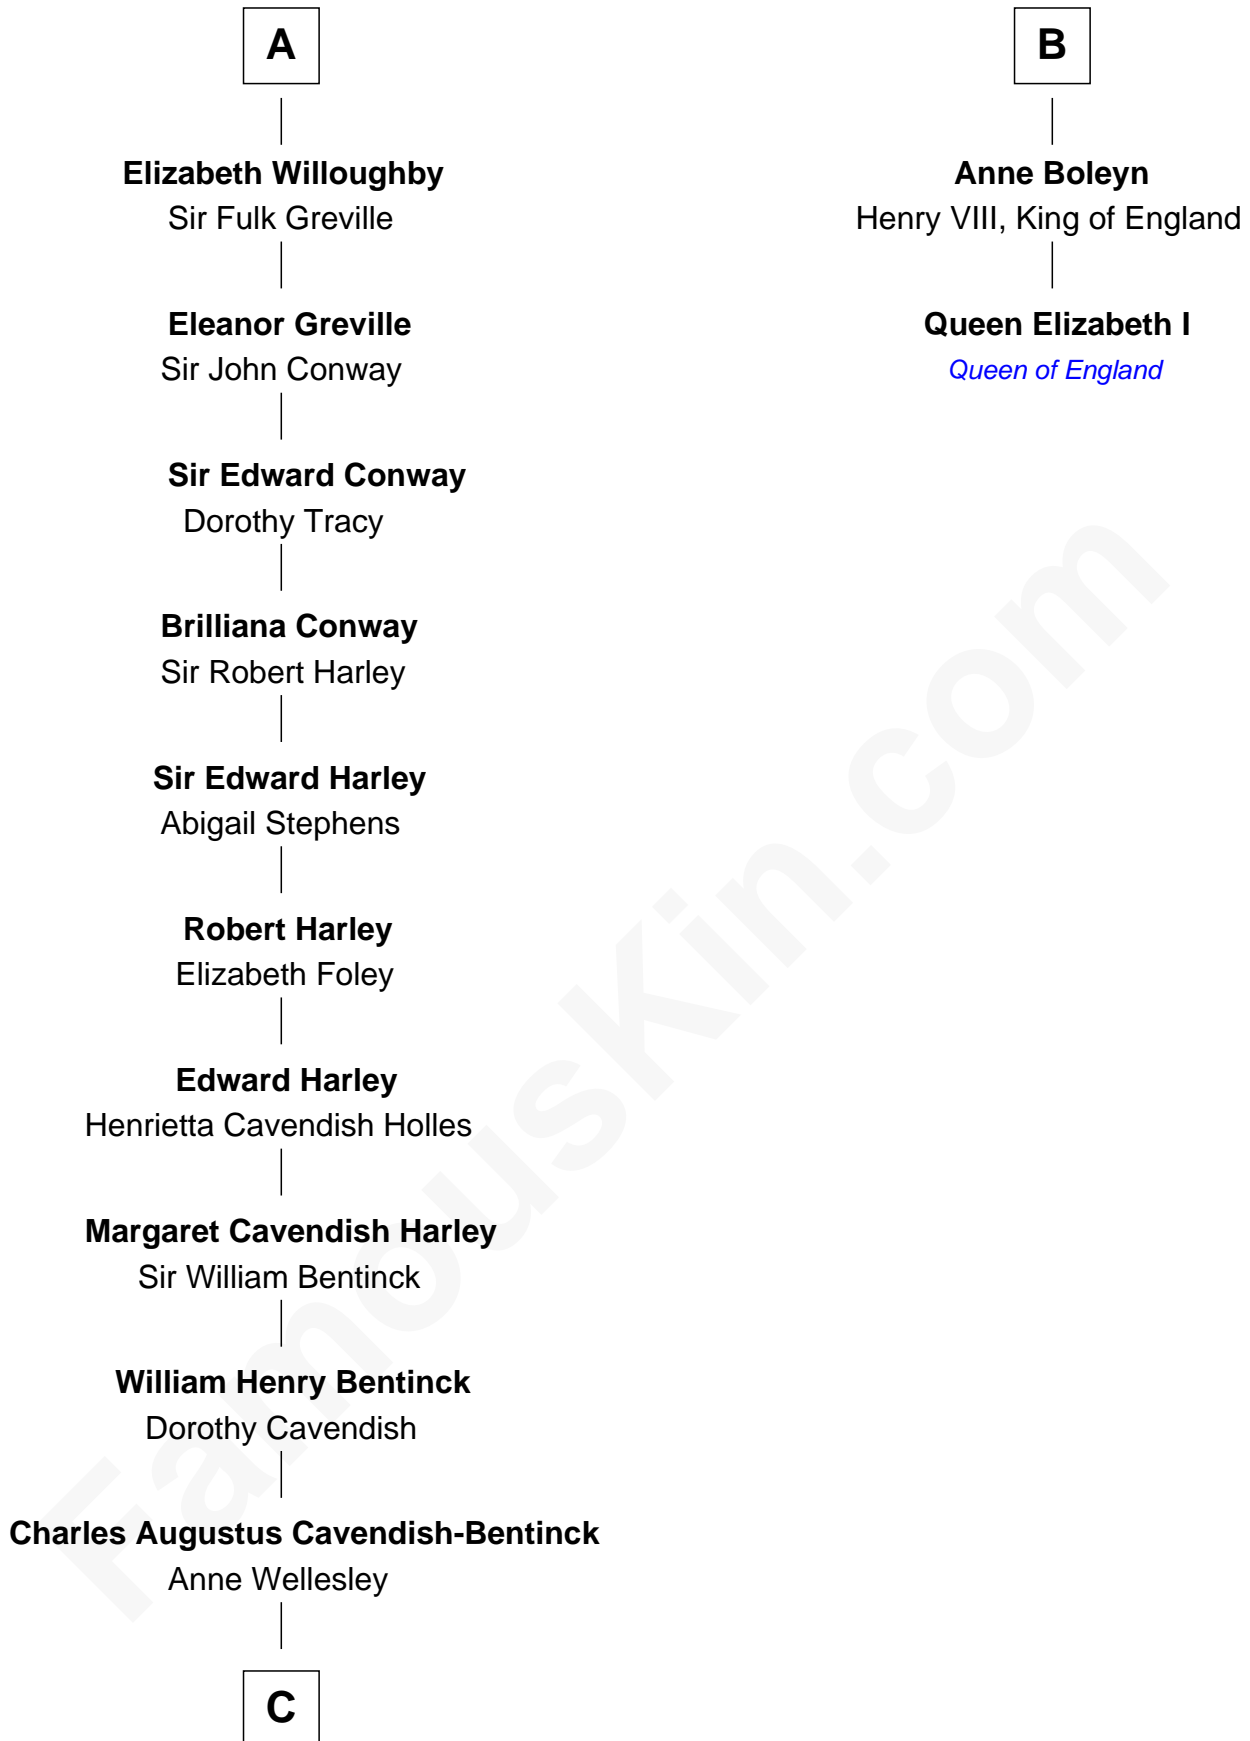 A
Elizabeth Willoughby
Sir Fulk Greville
Eleanor Greville
Sir John Conway
Sir Edward Conway
Dorothy Tracy
Brilliana Conway
Sir Robert Harley
Sir Edward Harley
Abigail Stephens
Robert Harley
Elizabeth Foley
Edward Harley
Henrietta Cavendish Holles
Margaret Cavendish Harley
Sir William Bentinck
William Henry Bentinck
Dorothy Cavendish
Charles Augustus Cavendish-Bentinck
Anne Wellesley
C
B
Anne Boleyn
Henry VIII, King of England
Queen Elizabeth I
Queen of England
FamousKin.com